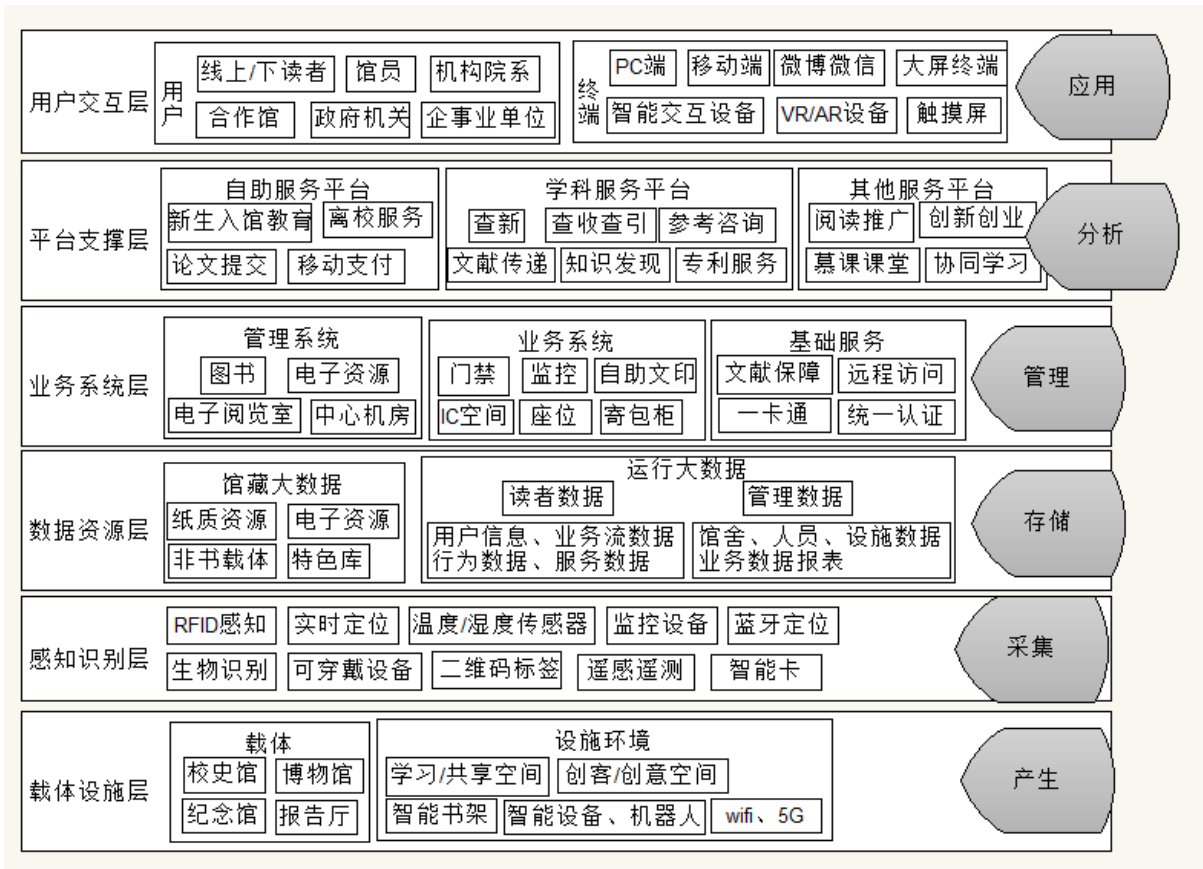 用户交互层
用户
线上/下读者 馆员 机构院系
合作馆 政府机关 企事业单位
终端
PC端 移动端 微博微信 大屏终端
智能交互设备 VR/AR设备 触摸屏
应用
平台支撑层
自助服务平台
新生入馆教育 离校服务
论文提交 移动支付
学科服务平台
查新 查收查引 参考咨询
文献传递 知识发现 专利服务
其他服务平台
阅读推广 创新创业
慕课课堂 协同学习
分析
业务系统层
管理系统
图书 电子资源
电子阅览室 中心机房
业务系统
门禁 监控 自助文印
IC空间 座位 寄包柜
基础服务
文献保障 远程访问
一卡通 统一认证
管理
数据资源层
馆藏大数据
纸质资源 电子资源
非书载体 特色库
运行大数据
读者数据
用户信息、业务流数据
行为数据、服务数据
管理数据
馆舍、人员、设施数据
业务数据报表
存储
感知识别层
RFID感知 实时定位 温度/湿度传感器 监控设备 蓝牙定位
生物识别 可穿戴设备 二维码标签 遥感遥测 智能卡
采集
载体设施层
载体
校史馆 博物馆
纪念馆 报告厅
设施环境
学习/共享空间 创客/创意空间
智能书架 智能设备、机器人 wifi、5G
产生